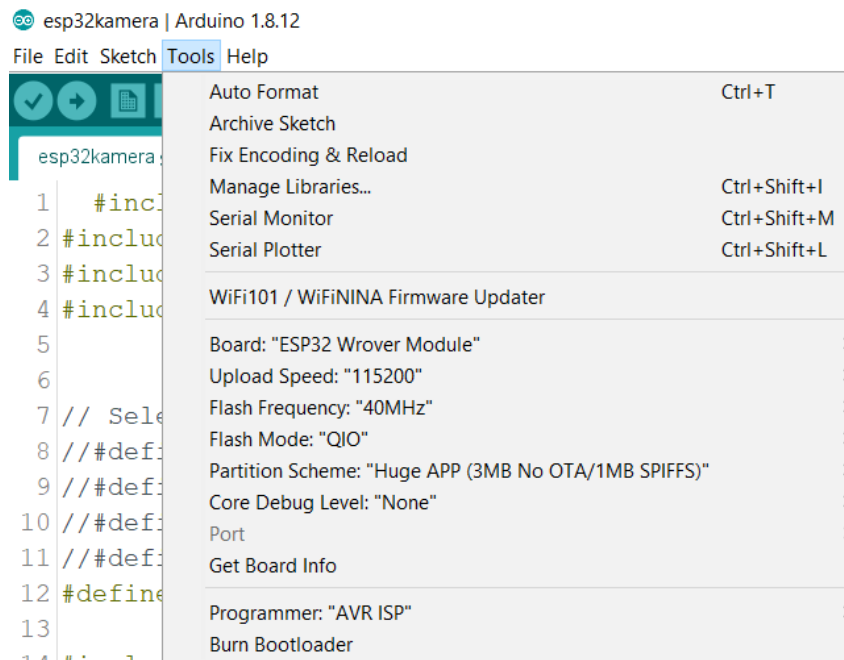 esp32kamera | Arduino 1.8.12
File Edit Sketch Tools Help
Auto Format Ctrl+T
Archive Sketch
Fix Encoding & Reload
Manage Libraries... Ctrl+Shift+I
Serial Monitor Ctrl+Shift+M
Serial Plotter Ctrl+Shift+L
WiFi101 / WiFiNINA Firmware Updater
Board: "ESP32 Wrover Module"
Upload Speed: "115200"
Flash Frequency: "40MHz"
Flash Mode: "QIO"
Partition Scheme: "Huge APP (3MB No OTA/1MB SPIFFS)"
Core Debug Level: "None"
Port
Get Board Info
Programmer: "AVR ISP"
Burn Bootloader
esp32kamera
1 #incl
2 #includ
3 #includ
4 #includ
5
6
7 // Sele
8 //#defi
9 //#defi
10 //#defi
11 //#defi
12 #define
13